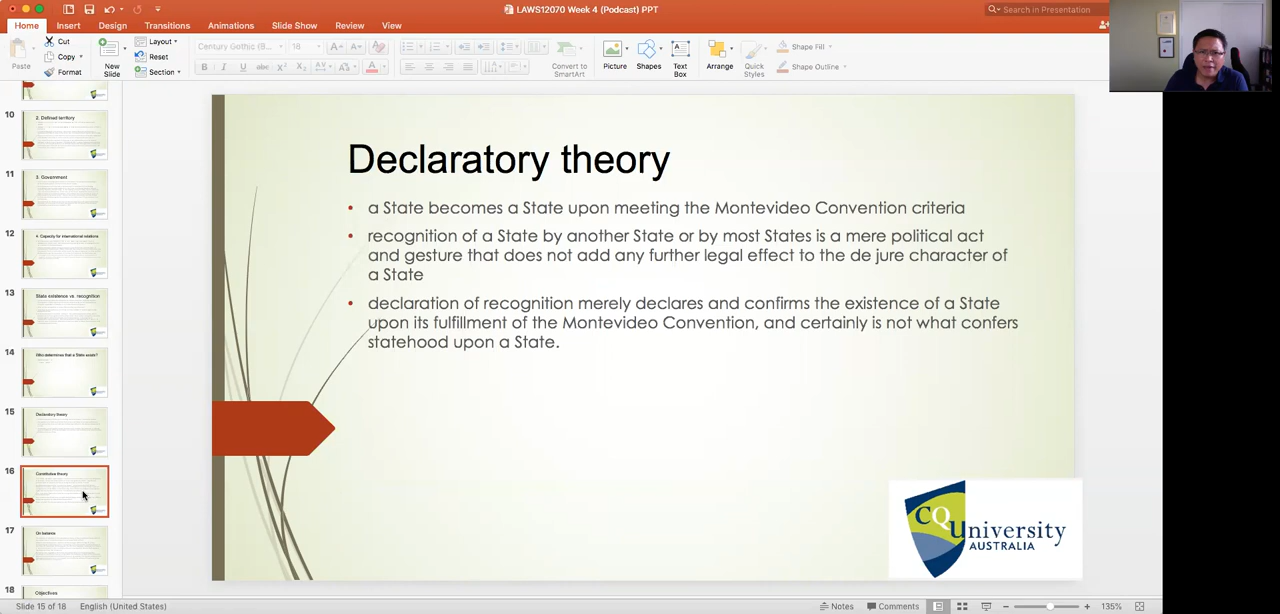 LAWS12070 Week 4 (Podcast) PPT
Search in Presentation
Home Insert Design Transitions Animations Slide Show Review View
Paste
Cut
Copy
Format
New Slide
Layout
Reset
Section
Century Gothic (B...
18
Convert to SmartArt
Picture
Shapes
Text Box
Arrange
Quick Styles
Shape Fill
Shape Outline
10
2. Defined territory
11
3. Government
12
4. Capacity for international relations
13
State existence vs. recognition
14
Who determines that a State exists?
15
Declaratory theory
16
Constitutive theory
17
On balance
18
Objectives
Declaratory theory
• a State becomes a State upon meeting the Montevideo Convention criteria
• recognition of a State by another State or by most States is a mere political act
and gesture that does not add any further legal effect to the de jure character of
a State
• declaration of recognition merely declares and confirms the existence of a State
upon its fulfillment of the Montevideo Convention, and certainly is not what confers
statehood upon a State.
CQUniversity
AUSTRALIA
Slide 15 of 18 English (United States)
Notes Comments 135%